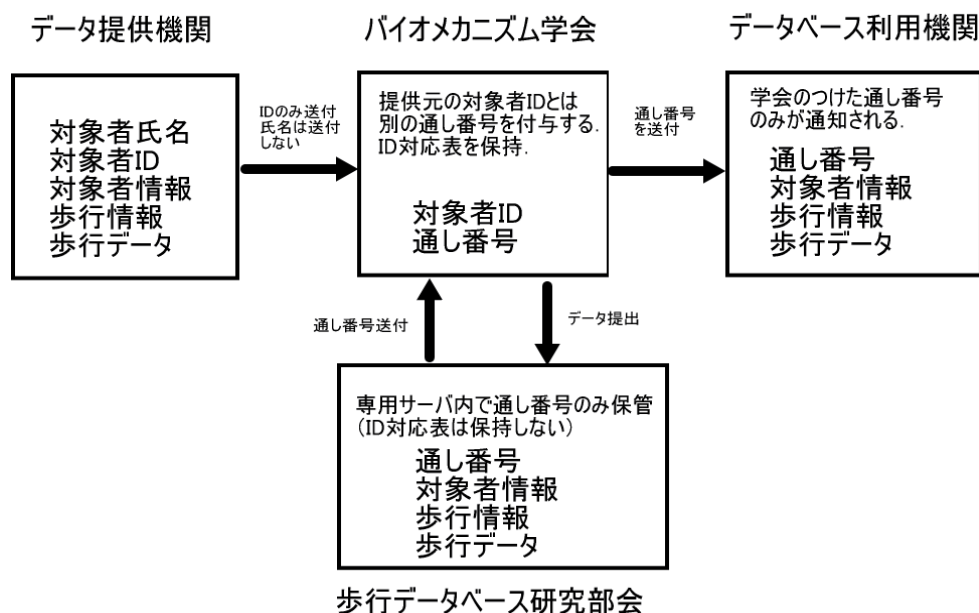 データ提供機関
バイオメカニズム学会
データベース利用機関
対象者氏名
対象者ID
対象者情報
歩行情報
歩行データ
IDのみ送付
氏名は送付
しない
提供元の対象者IDとは
別の通し番号を付与する.
ID対応表を保持.
対象者ID
通し番号
通し番号
を送付
学会のつけた通し番号
のみが通知される.
通し番号
対象者情報
歩行情報
歩行データ
通し番号送付
データ提出
専用サーバ内で通し番号のみ保管
(ID対応表は保持しない)
通し番号
対象者情報
歩行情報
歩行データ
歩行データベース研究部会